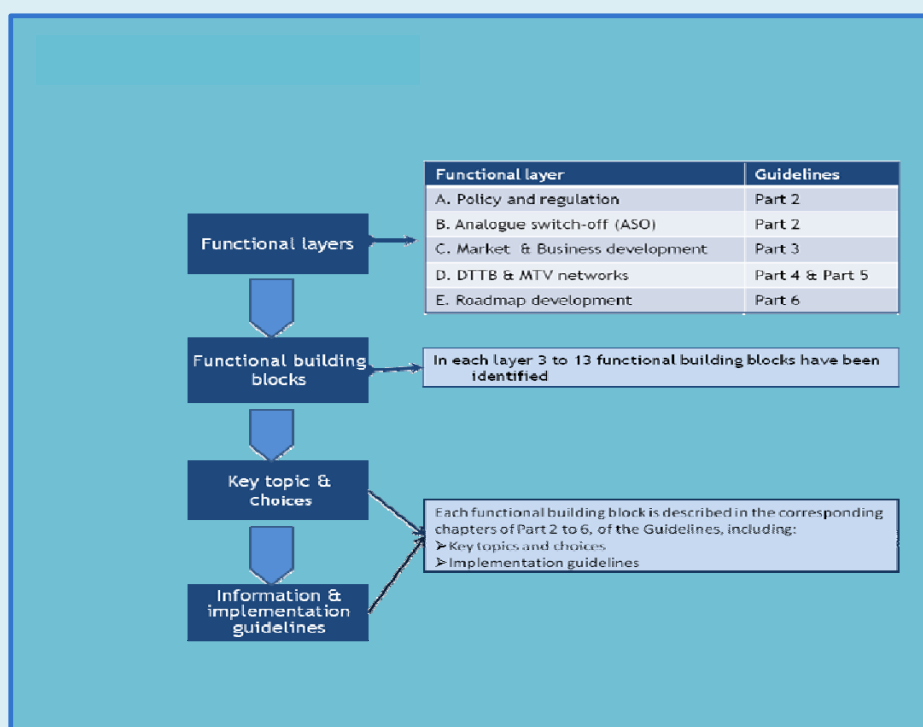 Functional layer Guidelines
A. Policy and regulation Part 2
B. Analogue switch-off (ASO) Part 2
C. Market & Business development Part 3
D. DTTB & MTV networks Part 4 & Part 5
E. Roadmap development Part 6
Functional layers
Functional building
blocks
In each layer 3 to 13 functional building blocks have been
identified
Key topic &
choices
Each functional building block is described in the corresponding
chapters of Part 2 to 6, of the Guidelines, including:
➢Key topics and choices
➢Implementation guidelines
Information &
implementation
guidelines